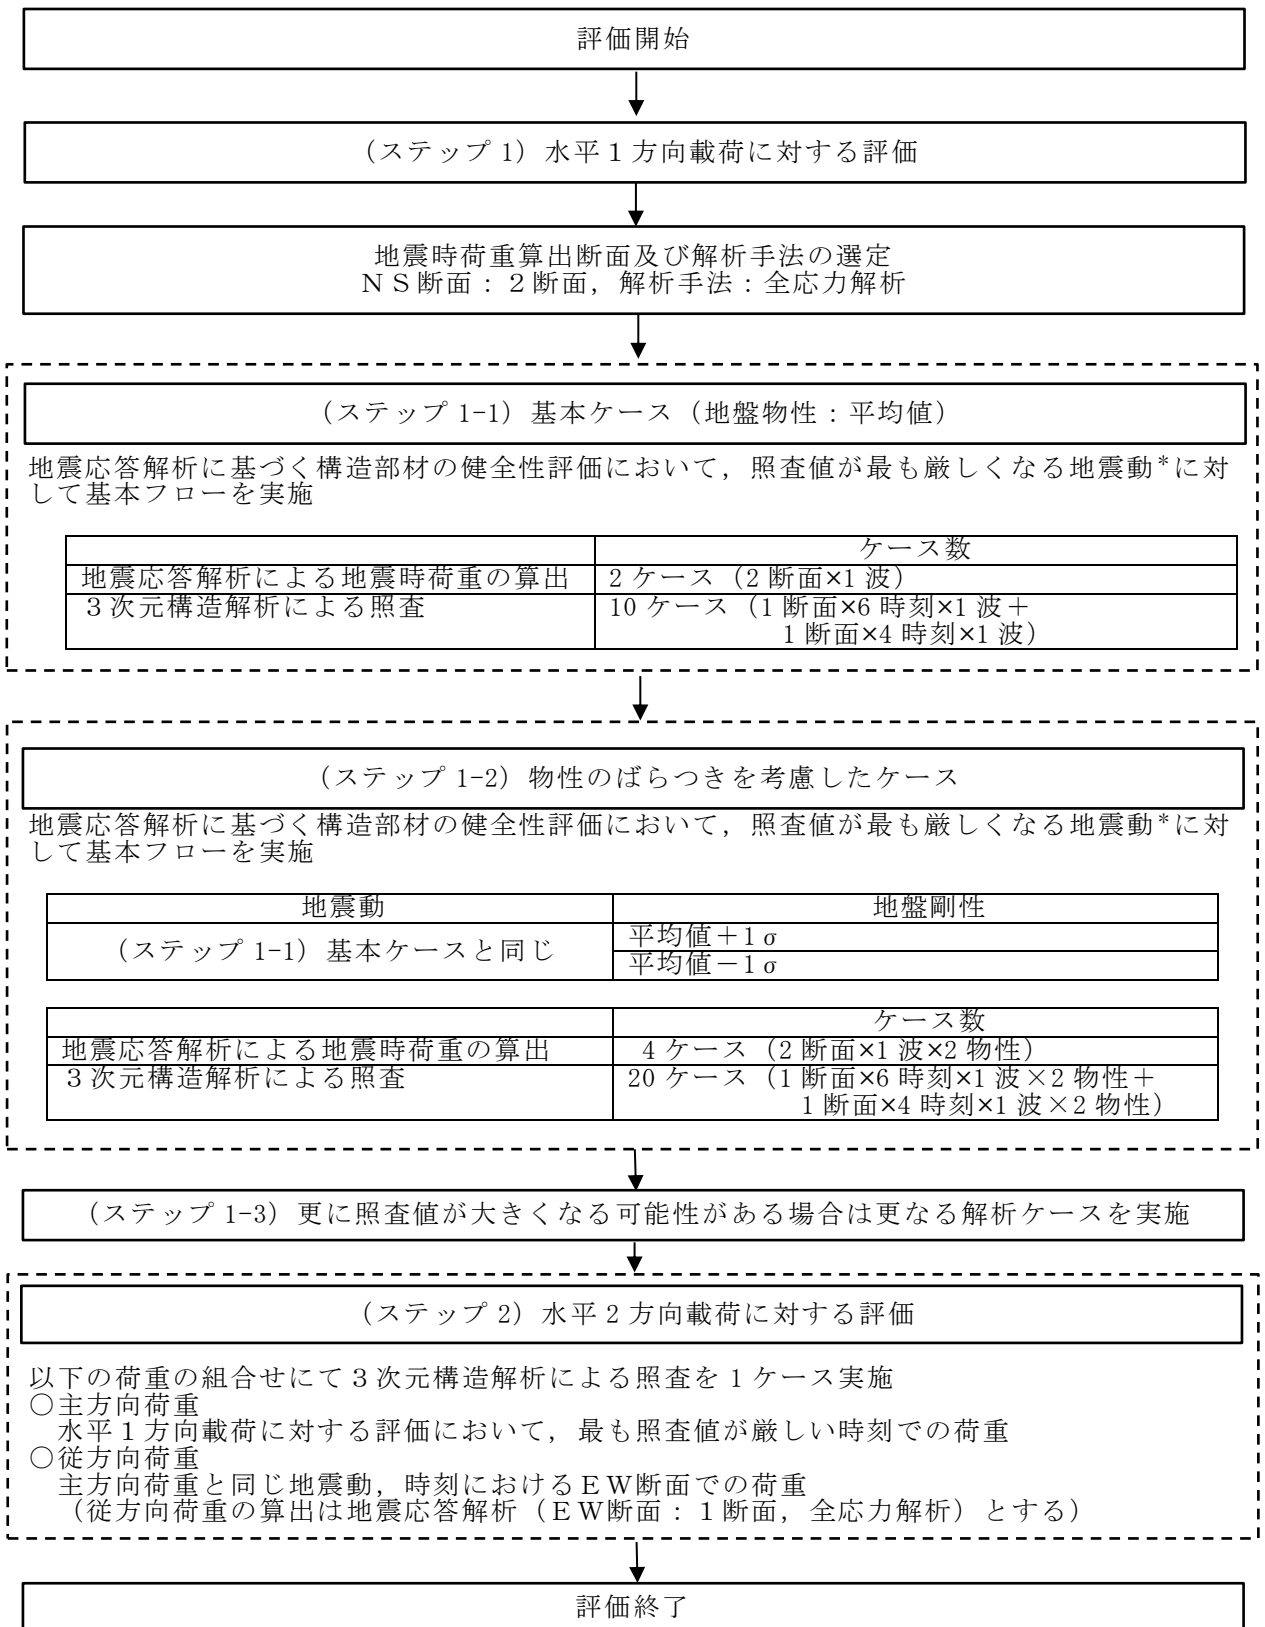 評価開始
（ステップ 1）水平１方向載荷に対する評価
地震時荷重算出断面及び解析手法の選定
ＮＳ断面：２断面，解析手法：全応力解析
（ステップ 1-1）基本ケース（地盤物性：平均値）
地震応答解析に基づく構造部材の健全性評価において，照査値が最も厳しくなる地震動*に対
して基本フローを実施
ケース数
地震応答解析による地震時荷重の算出 2 ケース（2 断面×1 波）
３次元構造解析による照査 10 ケース（1 断面×6 時刻×1 波＋
1 断面×4 時刻×1 波）
（ステップ 1-2）物性のばらつきを考慮したケース
地震応答解析に基づく構造部材の健全性評価において，照査値が最も厳しくなる地震動*に対
して基本フローを実施
地震動 地盤剛性
（ステップ 1-1）基本ケースと同じ 平均値＋1σ
平均値－1σ
ケース数
地震応答解析による地震時荷重の算出 4 ケース（2 断面×1 波×2 物性）
３次元構造解析による照査 20 ケース（1 断面×6 時刻×1 波×2 物性＋
1 断面×4 時刻×1 波×2 物性）
（ステップ 1-3）更に照査値が大きくなる可能性がある場合は更なる解析ケースを実施
（ステップ 2）水平２方向載荷に対する評価
以下の荷重の組合せにて３次元構造解析による照査を 1 ケース実施
○主方向荷重
水平１方向載荷に対する評価において，最も照査値が厳しい時刻での荷重
○従方向荷重
主方向荷重と同じ地震動，時刻におけるＥＷ断面での荷重
（従方向荷重の算出は地震応答解析（ＥＷ断面：１断面，全応力解析）とする）
評価終了